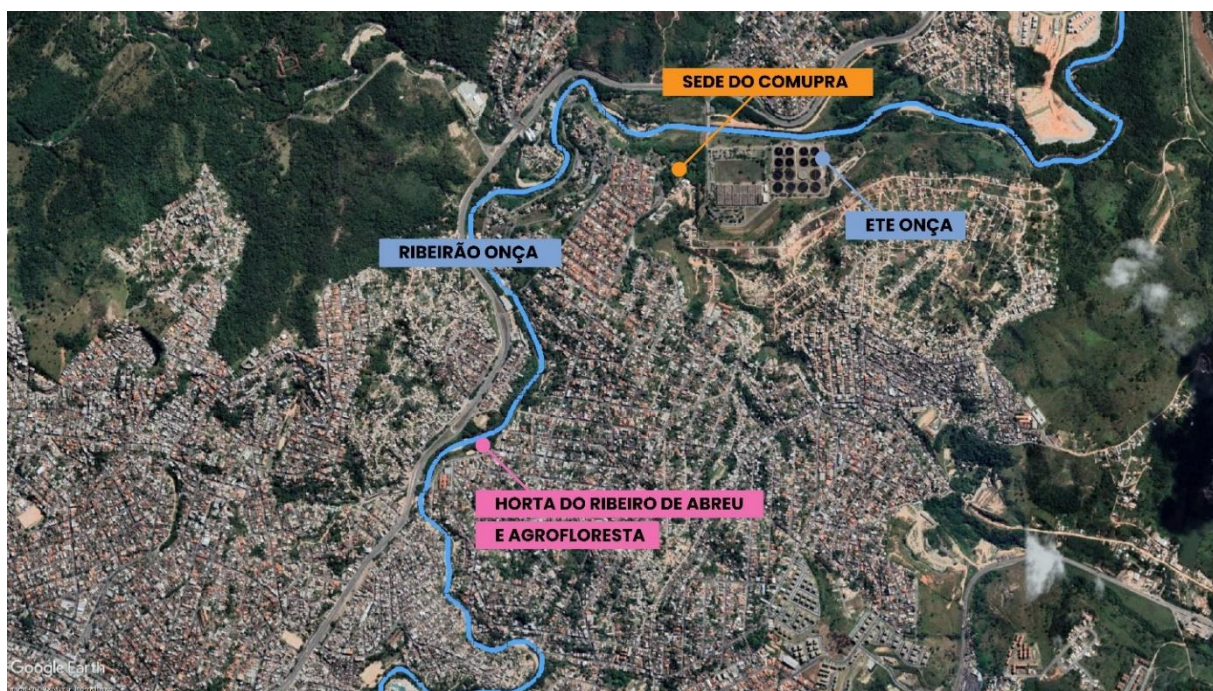 SEDE DO COMUPRA
ETE ONÇA
RIBEIRÃO ONÇA
HORTA DO RIBEIRO DE ABREU
E AGROFLORESTA
Google Earth